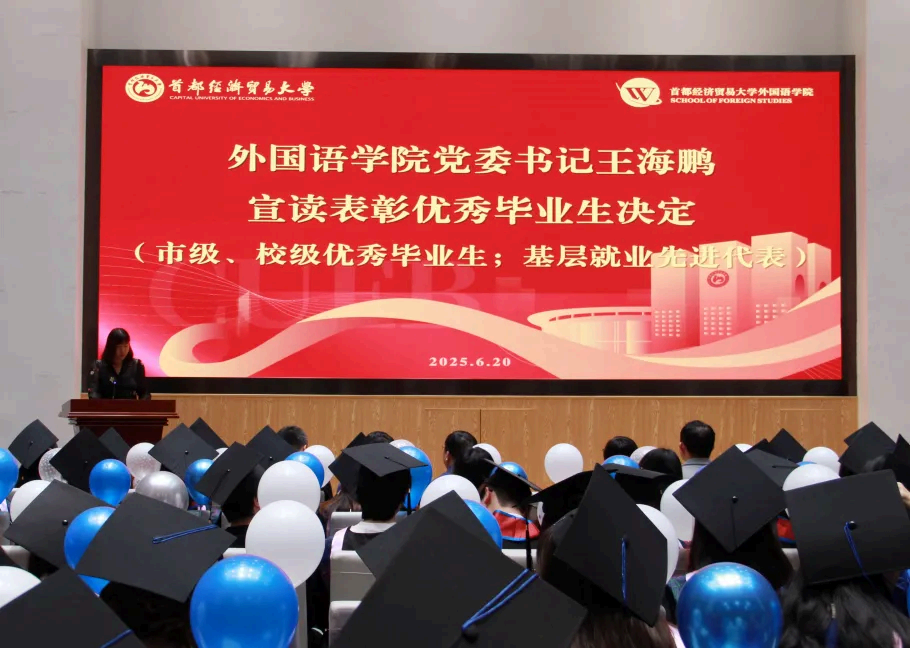 首都经济贸易大学
CAPITAL UNIVERSITY OF ECONOMICS AND BUSINESS
首都经济贸易大学外国语学院
SCHOOL OF FOREIGN STUDIES
外国语学院党委书记王海鹏
宣读表彰优秀毕业生决定
（市级、校级优秀毕业生；基层就业先进代表）
CUEB
2025.6.20